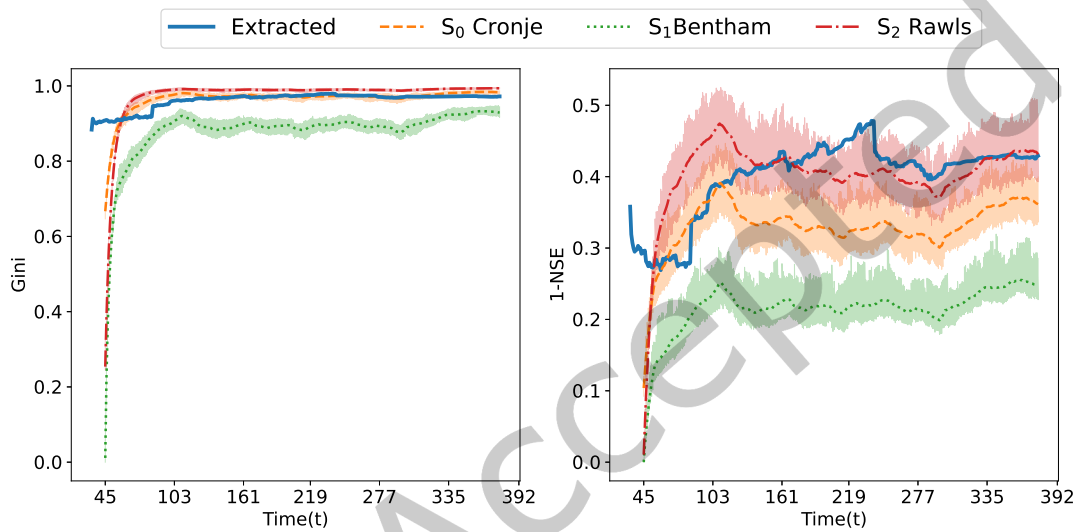 Extracted
S₀ Cronje
S₁Bentham
S₂ Rawls
Gini
1.0
0.8
0.6
0.4
0.2
0.0
45 103 161 219 277 335 392
Time(t)
1-NSE
0.5
0.4
0.3
0.2
0.1
0.0
45 103 161 219 277 335 392
Time(t)
Accepted